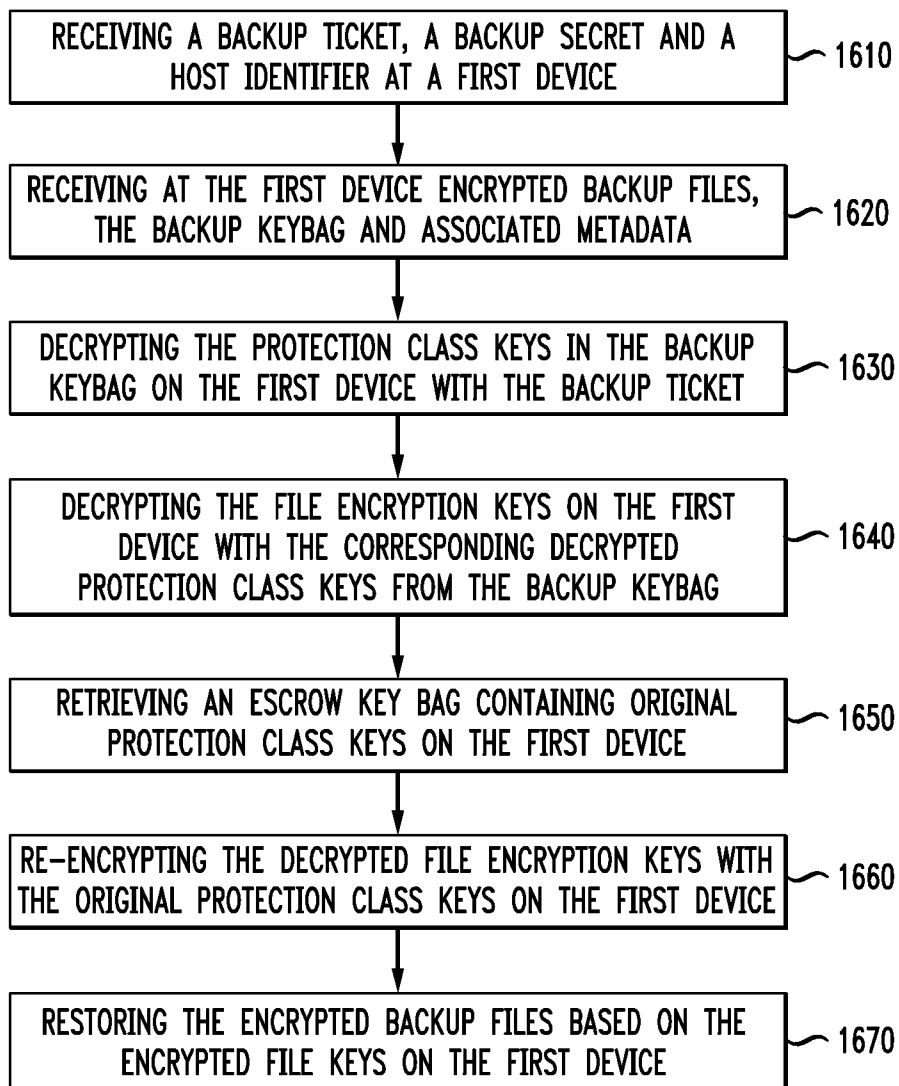 RECEIVING A BACKUP TICKET, A BACKUP SECRET AND A
HOST IDENTIFIER AT A FIRST DEVICE
1610
RECEIVING AT THE FIRST DEVICE ENCRYPTED BACKUP FILES,
THE BACKUP KEYBAG AND ASSOCIATED METADATA
1620
DECRYPTING THE PROTECTION CLASS KEYS IN THE BACKUP
KEYBAG ON THE FIRST DEVICE WITH THE BACKUP TICKET
1630
DECRYPTING THE FILE ENCRYPTION KEYS ON THE FIRST
DEVICE WITH THE CORRESPONDING DECRYPTED
PROTECTION CLASS KEYS FROM THE BACKUP KEYBAG
1640
RETRIEVING AN ESCROW KEY BAG CONTAINING ORIGINAL
PROTECTION CLASS KEYS ON THE FIRST DEVICE
1650
RE-ENCRYPTING THE DECRYPTED FILE ENCRYPTION KEYS WITH
THE ORIGINAL PROTECTION CLASS KEYS ON THE FIRST DEVICE
1660
RESTORING THE ENCRYPTED BACKUP FILES BASED ON THE
ENCRYPTED FILE KEYS ON THE FIRST DEVICE
1670